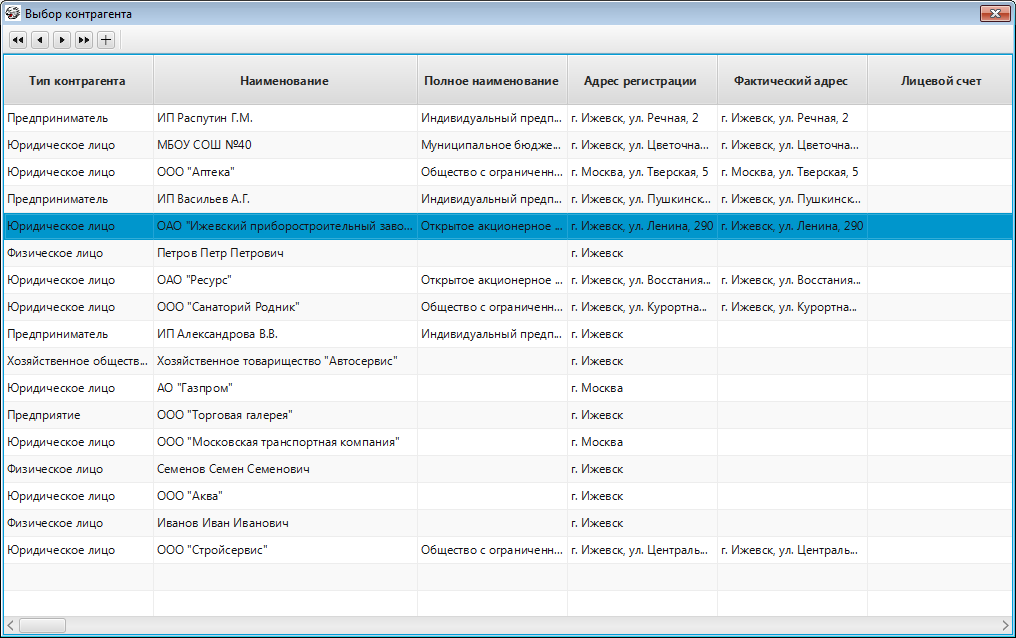 Выбор контрагента
Тип контрагента Наименование Полное наименование Адрес регистрации Фактический адрес Лицевой счет
Предприниматель ИП Распутин Г.М. Индивидуальный предп... г. Ижевск, ул. Речная, 2 г. Ижевск, ул. Речная, 2
Юридическое лицо МБОУ СОШ №40 Муниципальное бюдже... г. Ижевск, ул. Цветочна... г. Ижевск, ул. Цветочна...
Юридическое лицо ООО "Аптека" Общество с ограниченн... г. Москва, ул. Тверская, 5 г. Москва, ул. Тверская, 5
Предприниматель ИП Васильев А.Г. Индивидуальный предп... г. Ижевск, ул. Пушкинск... г. Ижевск, ул. Пушкинск...
Юридическое лицо ОАО "Ижевский приборостроительный заво... Открытое акционерное ... г. Ижевск, ул. Ленина, 290 г. Ижевск, ул. Ленина, 290
Физическое лицо Петров Петр Петрович г. Ижевск
Юридическое лицо ОАО "Ресурс" Открытое акционерное ... г. Ижевск, ул. Восстания... г. Ижевск, ул. Восстания...
Юридическое лицо ООО "Санаторий Родник" Общество с ограниченн... г. Ижевск, ул. Курортна... г. Ижевск, ул. Курортна...
Предприниматель ИП Александрова В.В. Индивидуальный предп... г. Ижевск
Хозяйственное обществ... Хозяйственное товарищество "Автосервис" г. Ижевск
Юридическое лицо АО "Газпром" г. Москва
Предприятие ООО "Торговая галерея" г. Ижевск
Юридическое лицо ООО "Московская транспортная компания" г. Москва
Физическое лицо Семенов Семен Семенович г. Ижевск
Юридическое лицо ООО "Аква" г. Ижевск
Физическое лицо Иванов Иван Иванович г. Ижевск
Юридическое лицо ООО "Стройсервис" Общество с ограниченн... г. Ижевск, ул. Централь... г. Ижевск, ул. Централь...